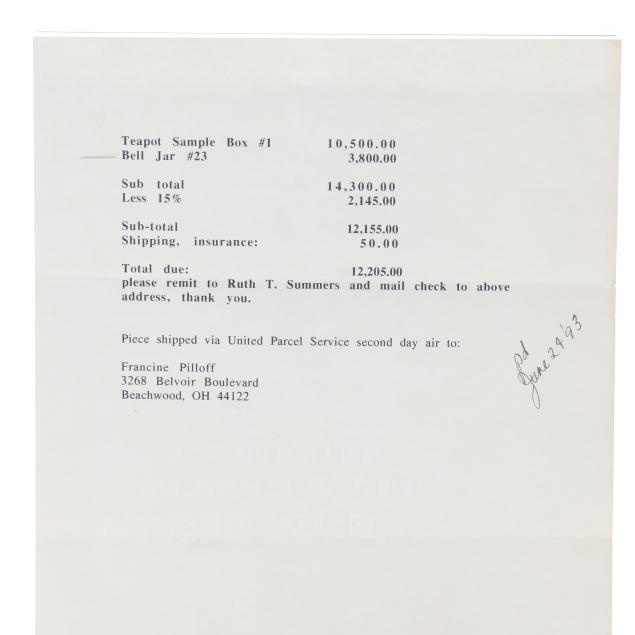 Teapot Sample Box #1 10,500.00
Bell Jar #23 3,800.00
Sub total 14,300.00
Less 15% 2,145.00
Sub-total 12,155.00
Shipping, insurance: 50.00
Total due: 12,205.00
please remit to Ruth T. Summers and mail check to above
address, thank you.
Piece shipped via United Parcel Service second day air to:
Francine Pilloff
3268 Belvoir Boulevard
Beachwood, OH 44122
Pd
June 24 '93